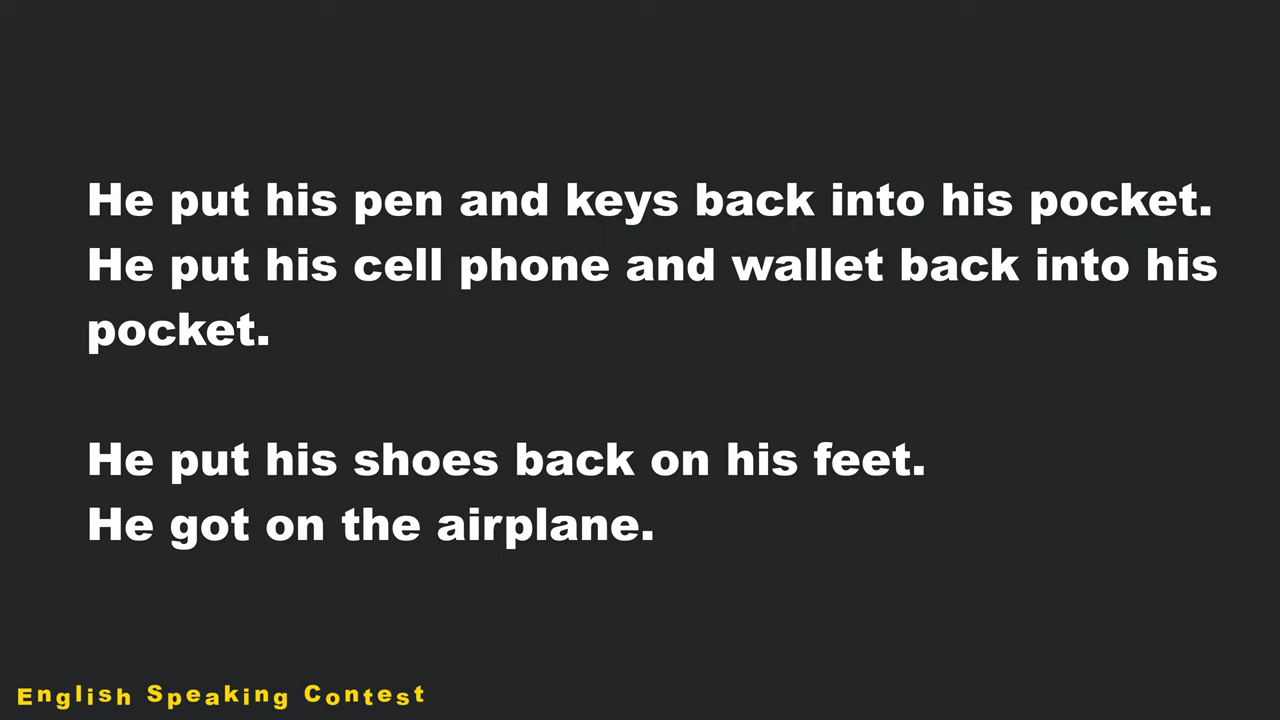 He put his pen and keys back into his pocket.
He put his cell phone and wallet back into his
pocket.
He put his shoes back on his feet.
He got on the airplane.
English Speaking Contest